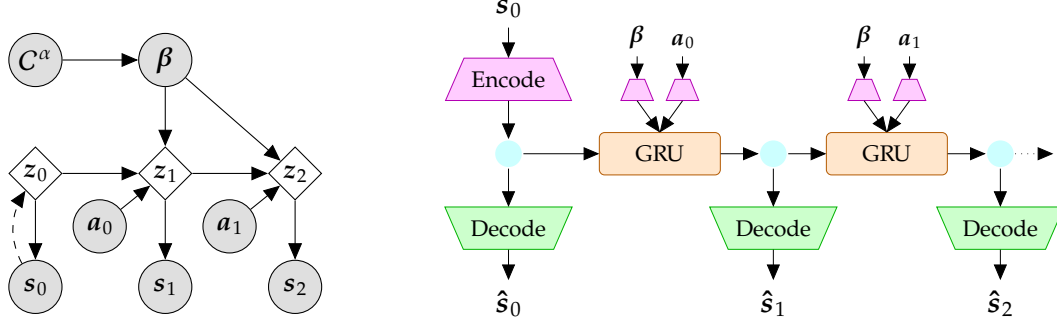 𝒞^α
β
z₀
z₁
z₂
a₀
a₁
s₀
s₁
s₂
s₀
Encode
β a₀
β a₁
GRU
GRU
Decode
Decode
Decode
ŝ₀
ŝ₁
ŝ₂